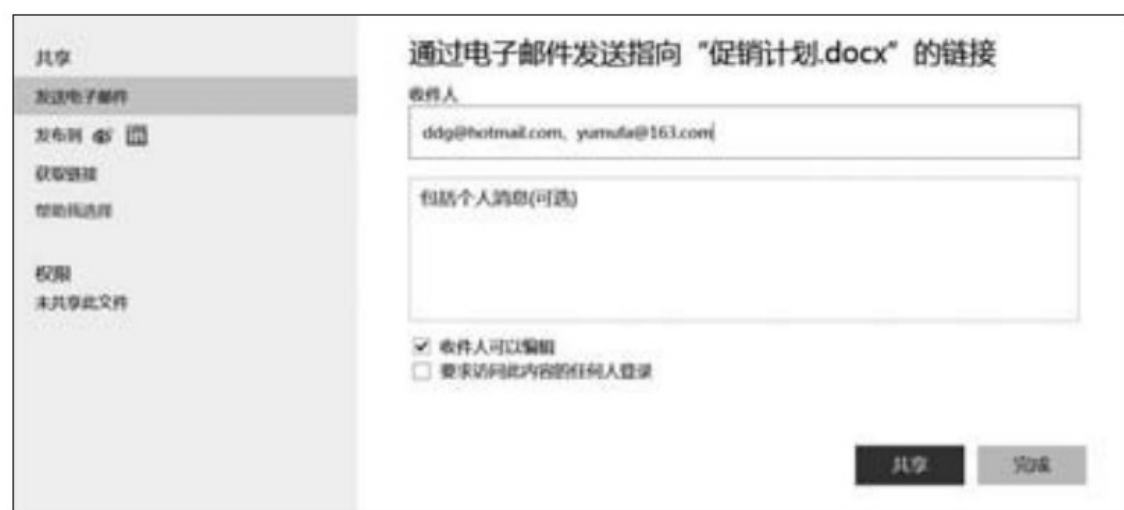 共享
发送电子邮件
发布到
获取链接
帮助我选择
权限
未共享此文件
通过电子邮件发送指向“促销计划.docx”的链接
收件人
ddg@hotmail.com、yumufa@163.com
包括个人消息(可选)
收件人可以编辑
要求访问此内容的任何人登录
共享
完成